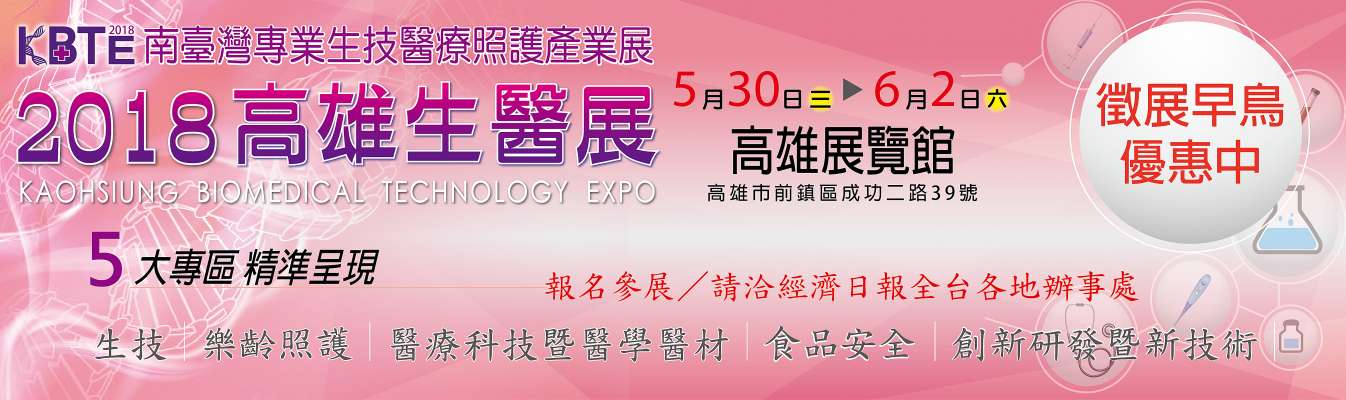 KBTE 2018 南臺灣專業生技醫療照護產業展
2018高雄生醫展
KAOHSIUNG BIOMEDICAL TECHNOLOGY EXPO
5月30日三▶6月2日六
高雄展覽館
高雄市前鎮區成功二路39號
徵展早鳥
優惠中
5大專區 精準呈現
報名參展／請洽經濟日報全台各地辦事處
生技｜樂齡照護｜醫療科技暨醫學醫材｜食品安全｜創新研發暨新技術